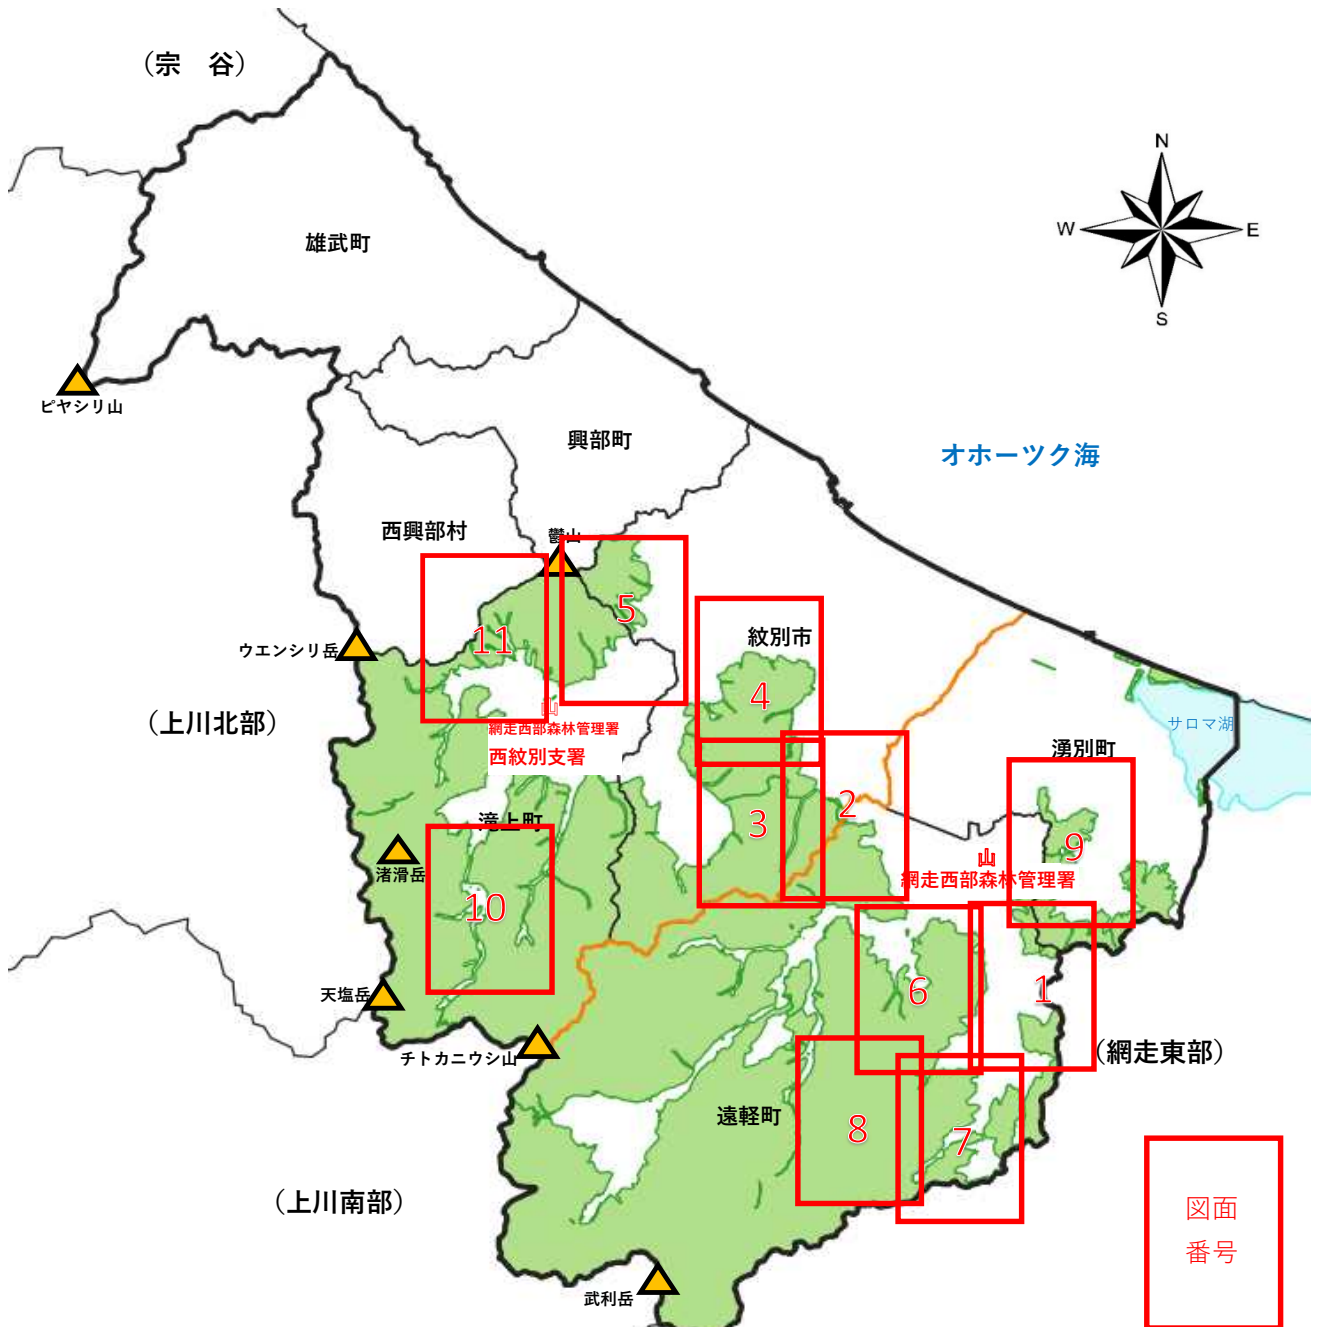 （宗　谷）
N
W
E
S
雄武町
ピヤシリ山
興部町
オホーツク海
西興部村
鬱山
5
紋別市
11
ウエンシリ岳
4
（上川北部）
山
網走西部森林管理署
西紋別支署
サロマ湖
湧別町
2
3
滝上町
9
渚滑岳
山
網走西部森林管理署
10
6
1
天塩岳
チトカニウシ山
（網走東部）
遠軽町
8
7
（上川南部）
図面
番号
武利岳